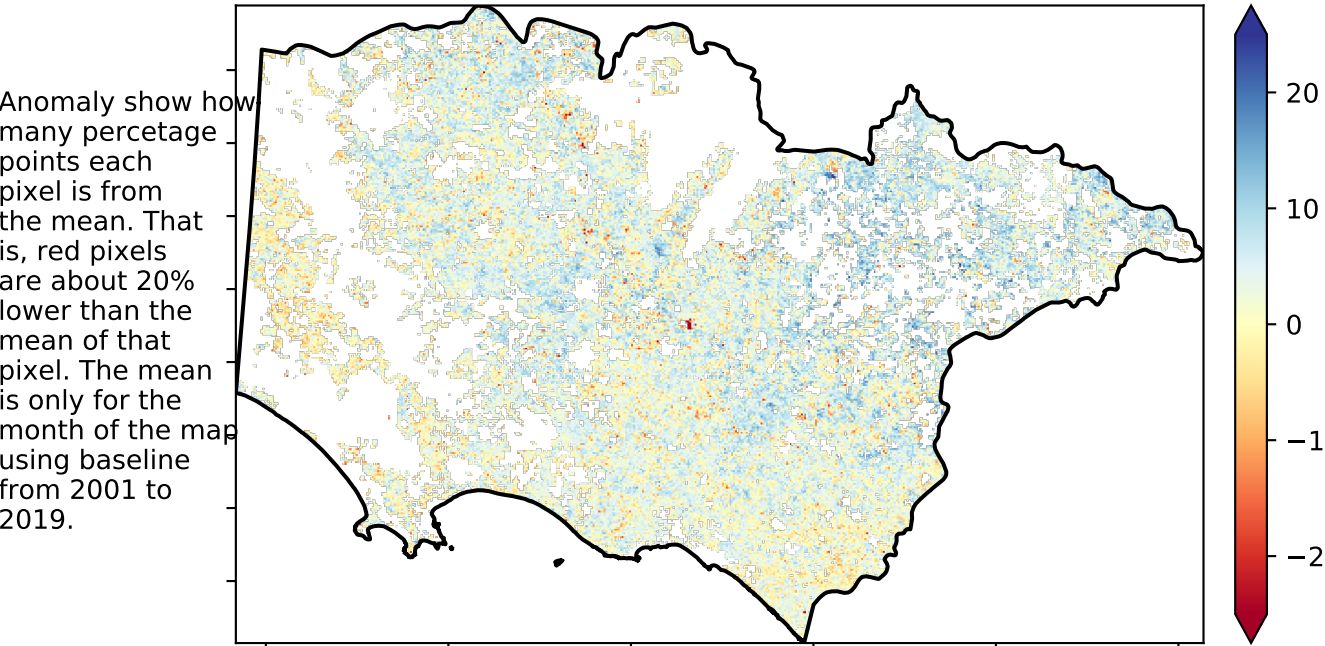 Anomaly show how
many percetage
points each
pixel is from
the mean. That
is, red pixels
are about 20%
lower than the
mean of that
pixel. The mean
is only for the
month of the map
using baseline
from 2001 to
2019.
20
10
0
−1
−2